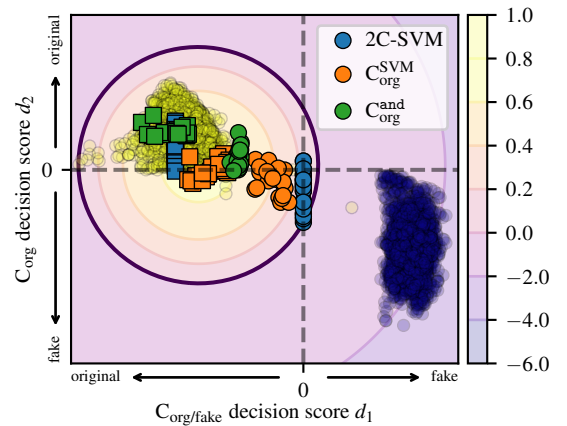 original
C_org decision score d_2
0
fake
2C-SVM
C_org^SVM
C_org^and
original
0
fake
C_org/fake decision score d_1
1.0
0.8
0.6
0.4
0.2
0.0
−2.0
−4.0
−6.0